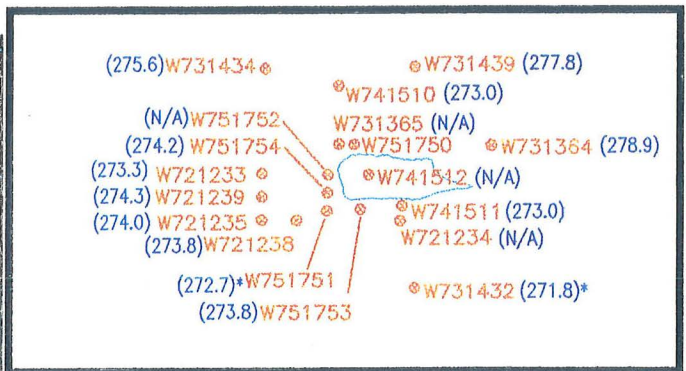 (275.6) W731434 W731439 (277.8)
W741510 (273.0)
(N/A) W751752 W731365 (N/A)
(274.2) W751754 W751750 W731364 (278.9)
(273.3) W721233 W741512 (N/A)
(274.3) W721239
(274.0) W721235 W741511 (273.0)
(273.8) W721238 W721234 (N/A)
(272.7)* W751751 W731432 (271.8)*
(273.8) W751753